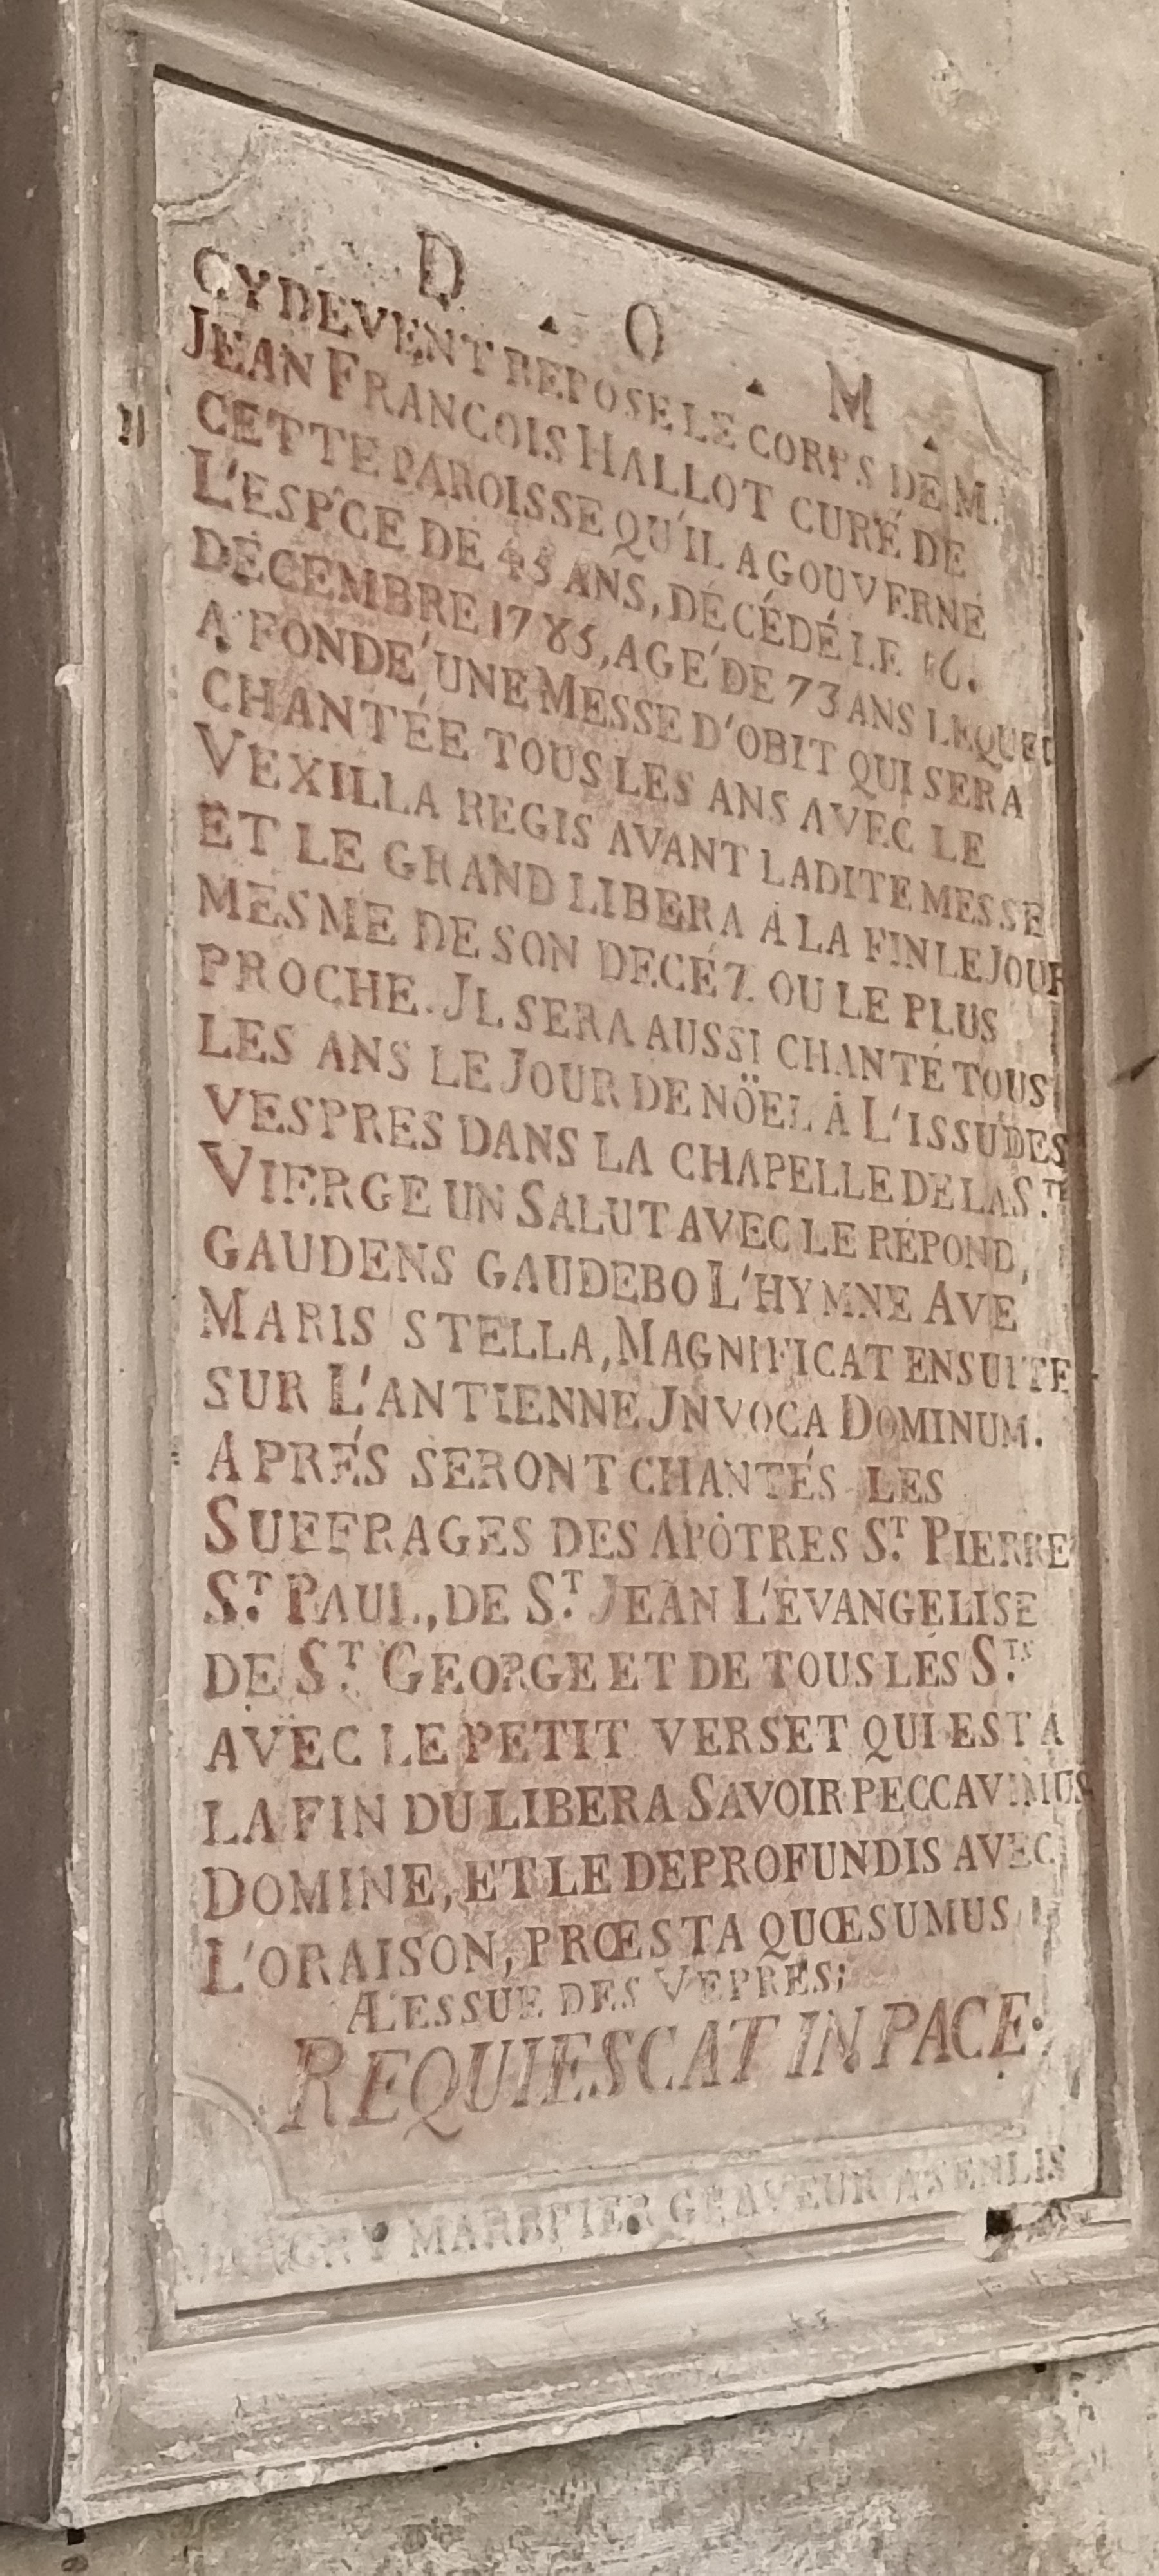 D . O . M .
CY DEVENT REPOSE LE CORPS DE M.
JEAN FRANCOIS HALLOT CURÉ DE
CETTE PAROISSE QU'IL A GOUVERNÉ
L'ESPCE DE 45 ANS, DÉCÉDÉ LE 16.
DÉCEMBRE 1785, AGÉ DE 73 ANS LEQUEL
A FONDÉ UNE MESSE D'OBIT QUI SERA
CHANTÉE TOUS LES ANS AVEC LE
VEXILLA REGIS AVANT LADITE MESSE
ET LE GRAND LIBERA À LA FIN LE JOUR
MESME DE SON DECÉZ OU LE PLUS
PROCHE. JL SERA AUSSI CHANTÉ TOUS
LES ANS LE JOUR DE NÖEL À L'ISSU DES
VESPRES DANS LA CHAPELLE DE LA S.TE
VIERGE UN SALUT AVEC LE RÉPOND,
GAUDENS GAUDEBO L'HYMNE AVE
MARIS STELLA, MAGNIFICAT ENSUITE
SUR L'ANTIENNE JNVOCA DOMINUM.
APRÉS SERONT CHANTÉS LES
SUFFRAGES DES APÔTRES S.T PIERRE
S.T PAUL, DE S.T JEAN L'ÉVANGELISE
DE S.T GEORGE ET DE TOUS LES S.TS
AVEC LE PETIT VERSET QUI EST A
LA FIN DU LIBERA SAVOIR PECCAVIMUS
DOMINE, ET LE DEPROFUNDIS AVEC
L'ORAISON, PRŒSTA QUŒSUMUS
ÆLESSUE DES VEPRES;
REQUIESCAT IN PACE.
MARBRIER GRAVEUR A SENLIS